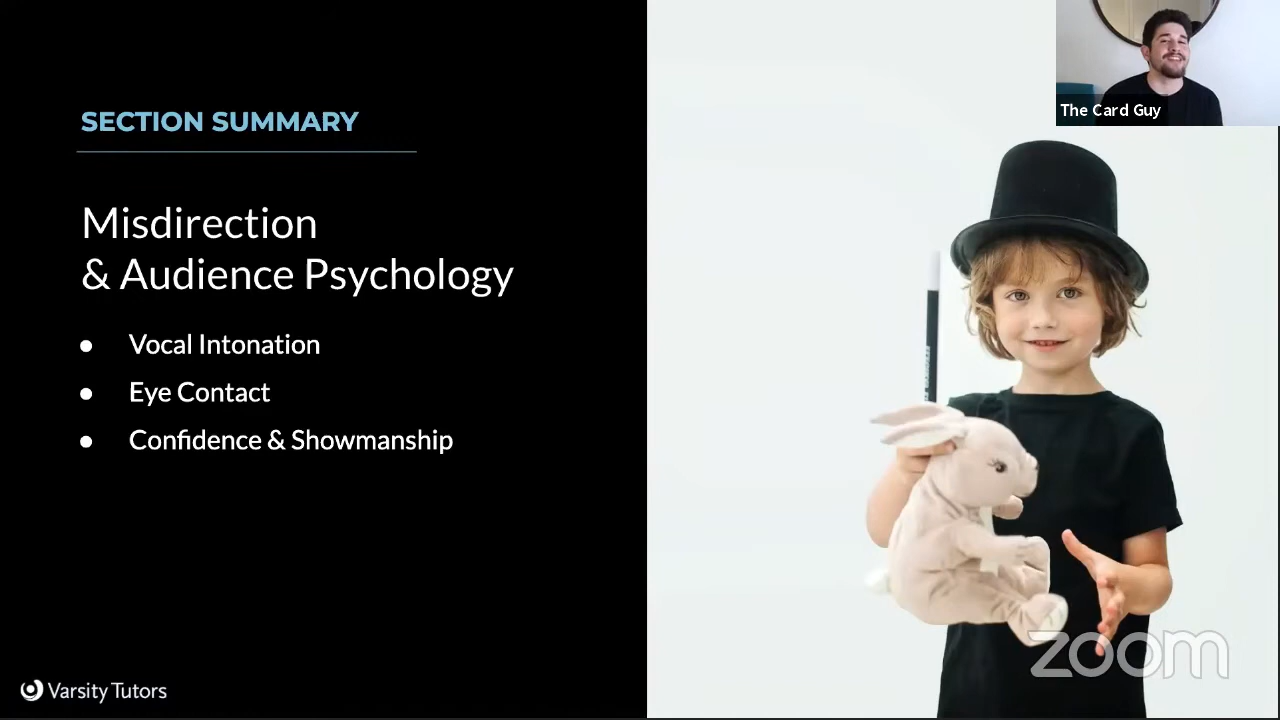 SECTION SUMMARY
The Card Guy
Misdirection
& Audience Psychology
● Vocal Intonation
● Eye Contact
● Confidence & Showmanship
zoom
Varsity Tutors